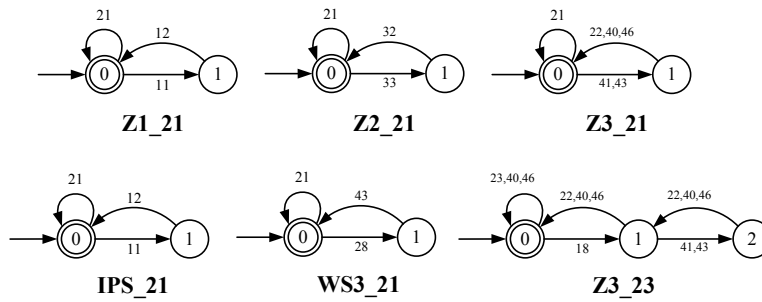 21 12 21 32 21 22,40,46
0 1 0 1 0 1
11 33 41,43
Z1_21 Z2_21 Z3_21
21 12 21 43 23,40,46 22,40,46 22,40,46
0 1 0 1 0 1 2
11 28 18 41,43
IPS_21 WS3_21 Z3_23